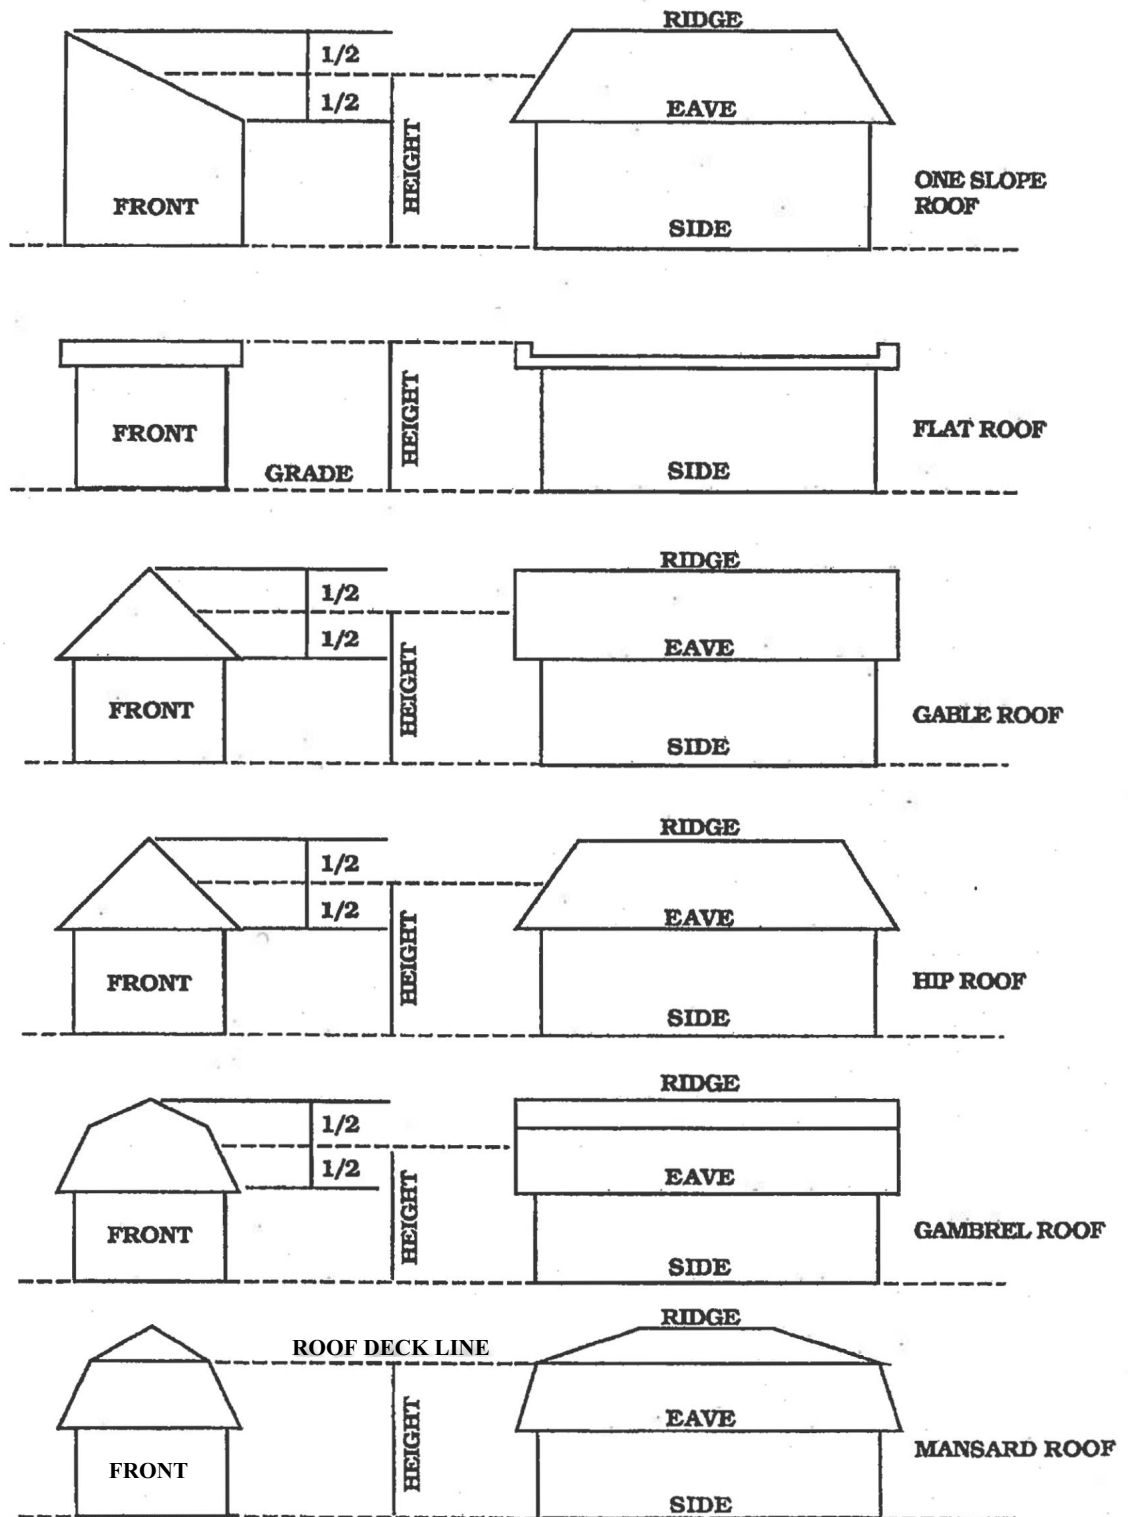 RIDGE
1/2
1/2
EAVE
HEIGHT
FRONT
SIDE
ONE SLOPE
ROOF
FRONT
HEIGHT
GRADE
SIDE
FLAT ROOF
RIDGE
1/2
1/2
EAVE
HEIGHT
FRONT
SIDE
GABLE ROOF
RIDGE
1/2
1/2
EAVE
HEIGHT
FRONT
SIDE
HIP ROOF
RIDGE
1/2
1/2
EAVE
HEIGHT
FRONT
SIDE
GAMBREL ROOF
RIDGE
ROOF DECK LINE
EAVE
HEIGHT
FRONT
SIDE
MANSARD ROOF